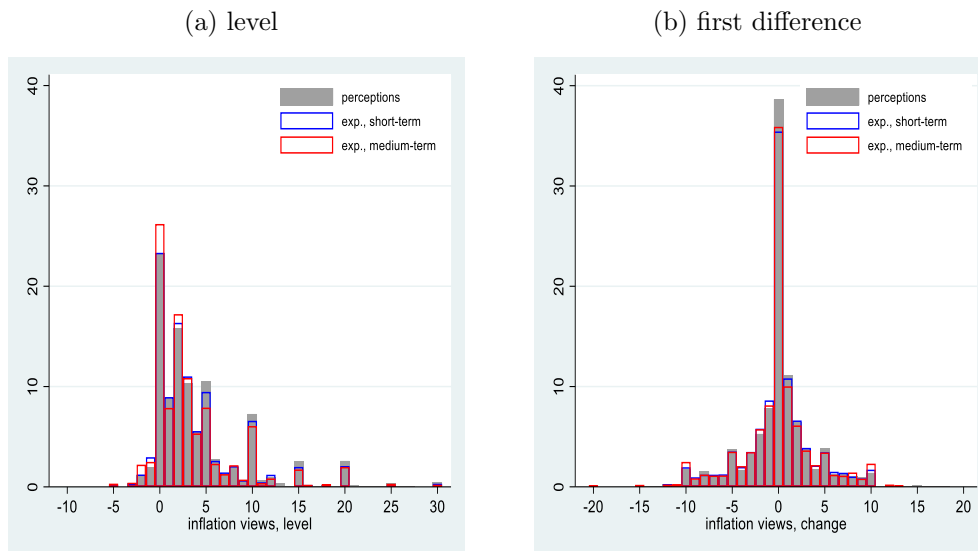 (a) level
(b) first difference
perceptions
exp., short-term
exp., medium-term
40
30
20
10
0
-10 -5 0 5 10 15 20 25 30
inflation views, level
perceptions
exp., short-term
exp., medium-term
40
30
20
10
0
-20 -15 -10 -5 0 5 10 15 20
inflation views, change